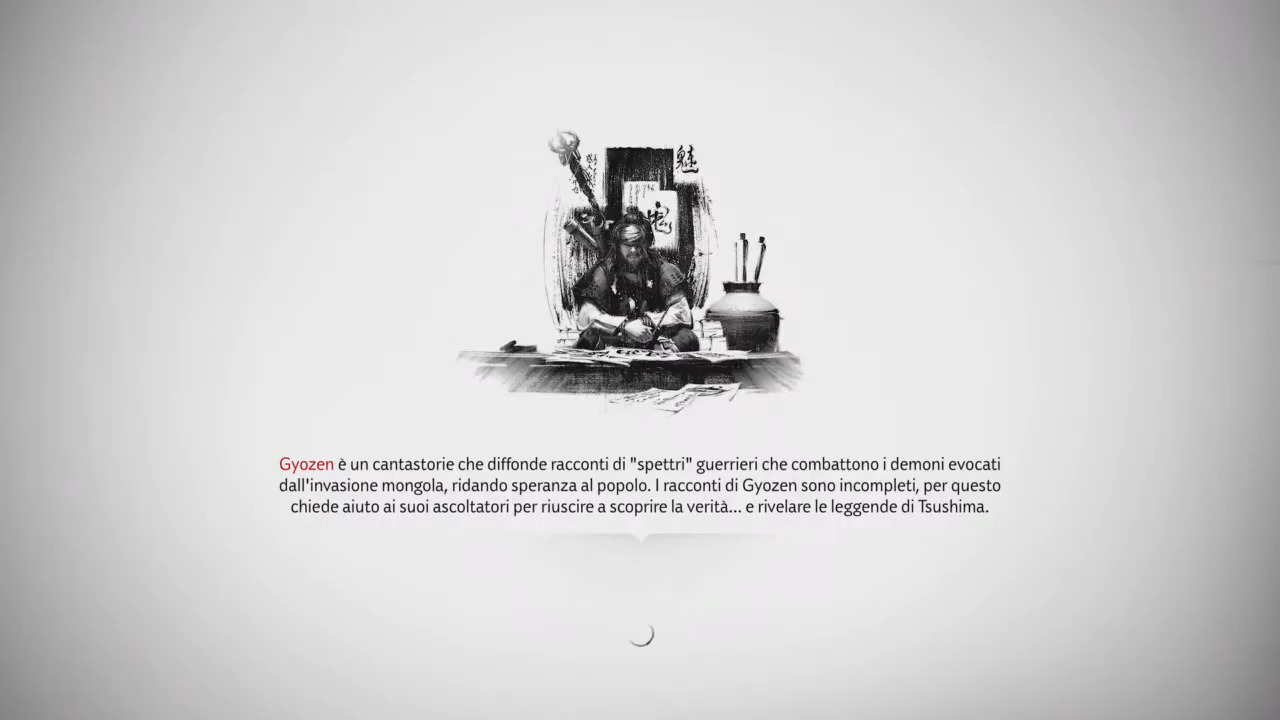 魅
Gyozen è un cantastorie che diffonde racconti di "spettri" guerrieri che combattono i demoni evocati
dall'invasione mongola, ridando speranza al popolo. I racconti di Gyozen sono incompleti, per questo
chiede aiuto ai suoi ascoltatori per riuscire a scoprire la verità... e rivelare le leggende di Tsushima.